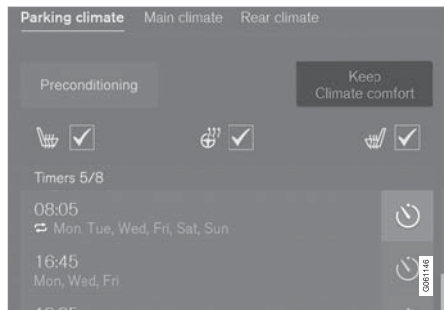 Parking climate Main climate Rear climate
Preconditioning
Keep
Climate comfort
Timers 5/8
08:05
Mon, Tue, Wed, Fri, Sat, Sun
16:45
Mon, Wed, Fri
G061146